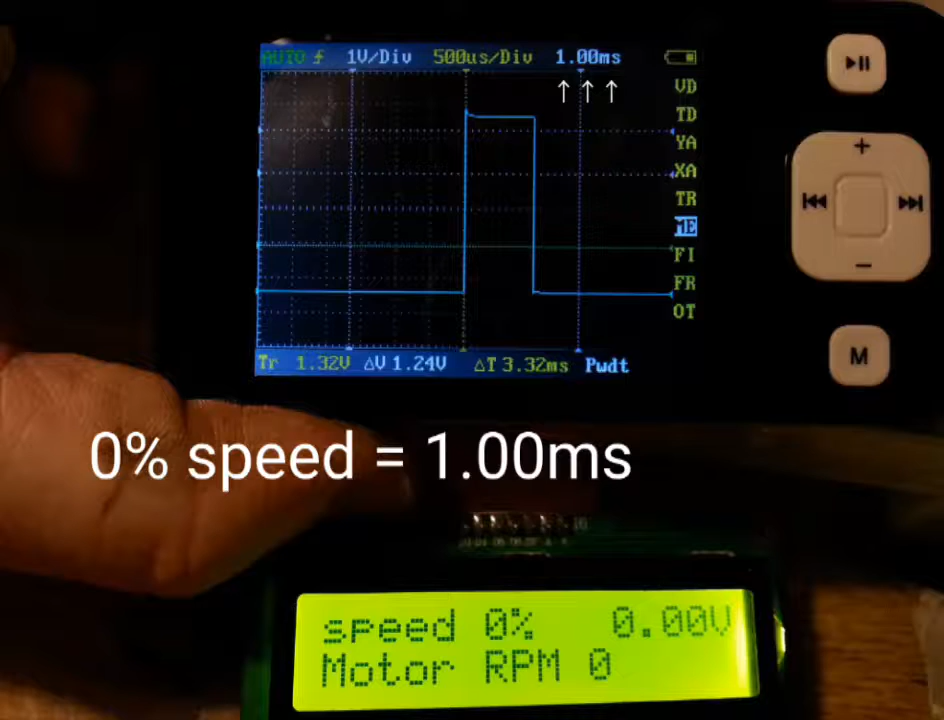 AUTO 1V/Div 500us/Div 1.00ms
↑ ↑ ↑
VD
TD
YA
XA
TR
ME
FI
FR
OT
Tr 1.32V ΔV 1.24V ΔT 3.32ms Pwdt
M
0% speed = 1.00ms
speed 0% 0.00V
Motor RPM 0